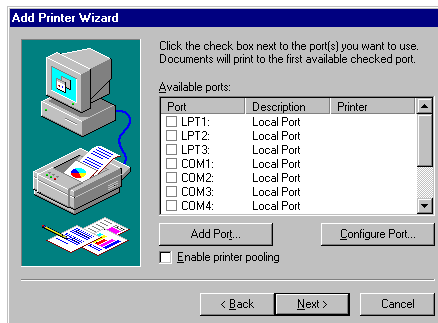 Add Printer Wizard
Click the check box next to the port(s) you want to use.
Documents will print to the first available checked port.
Available ports:
Port Description Printer
LPT1: Local Port
LPT2: Local Port
LPT3: Local Port
COM1: Local Port
COM2: Local Port
COM3: Local Port
COM4: Local Port
Add Port... Configure Port...
Enable printer pooling
< Back Next > Cancel